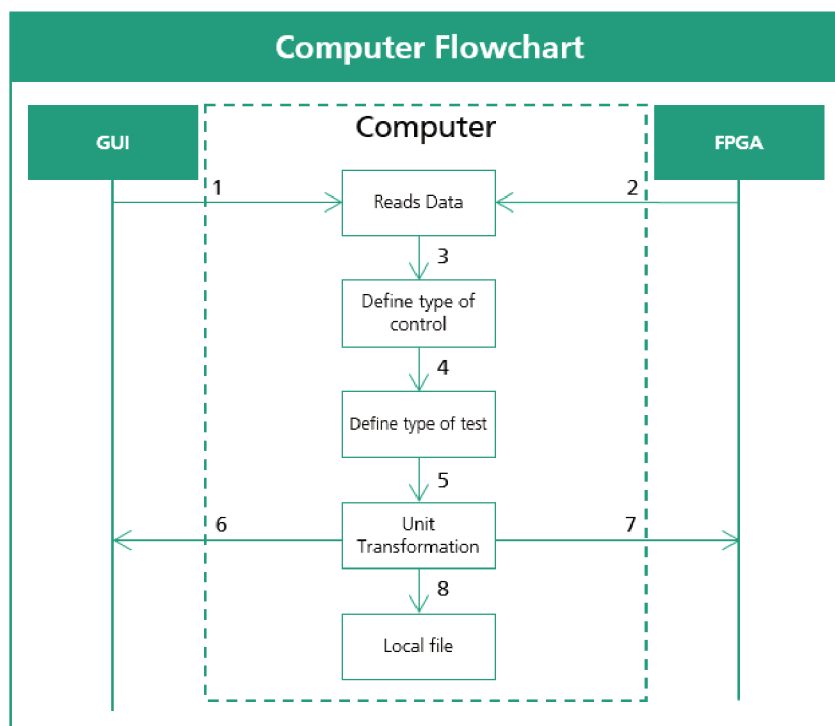 Computer Flowchart
GUI
Computer
FPGA
1
Reads Data
2
3
Define type of
control
4
Define type of test
5
6
Unit
Transformation
7
8
Local file